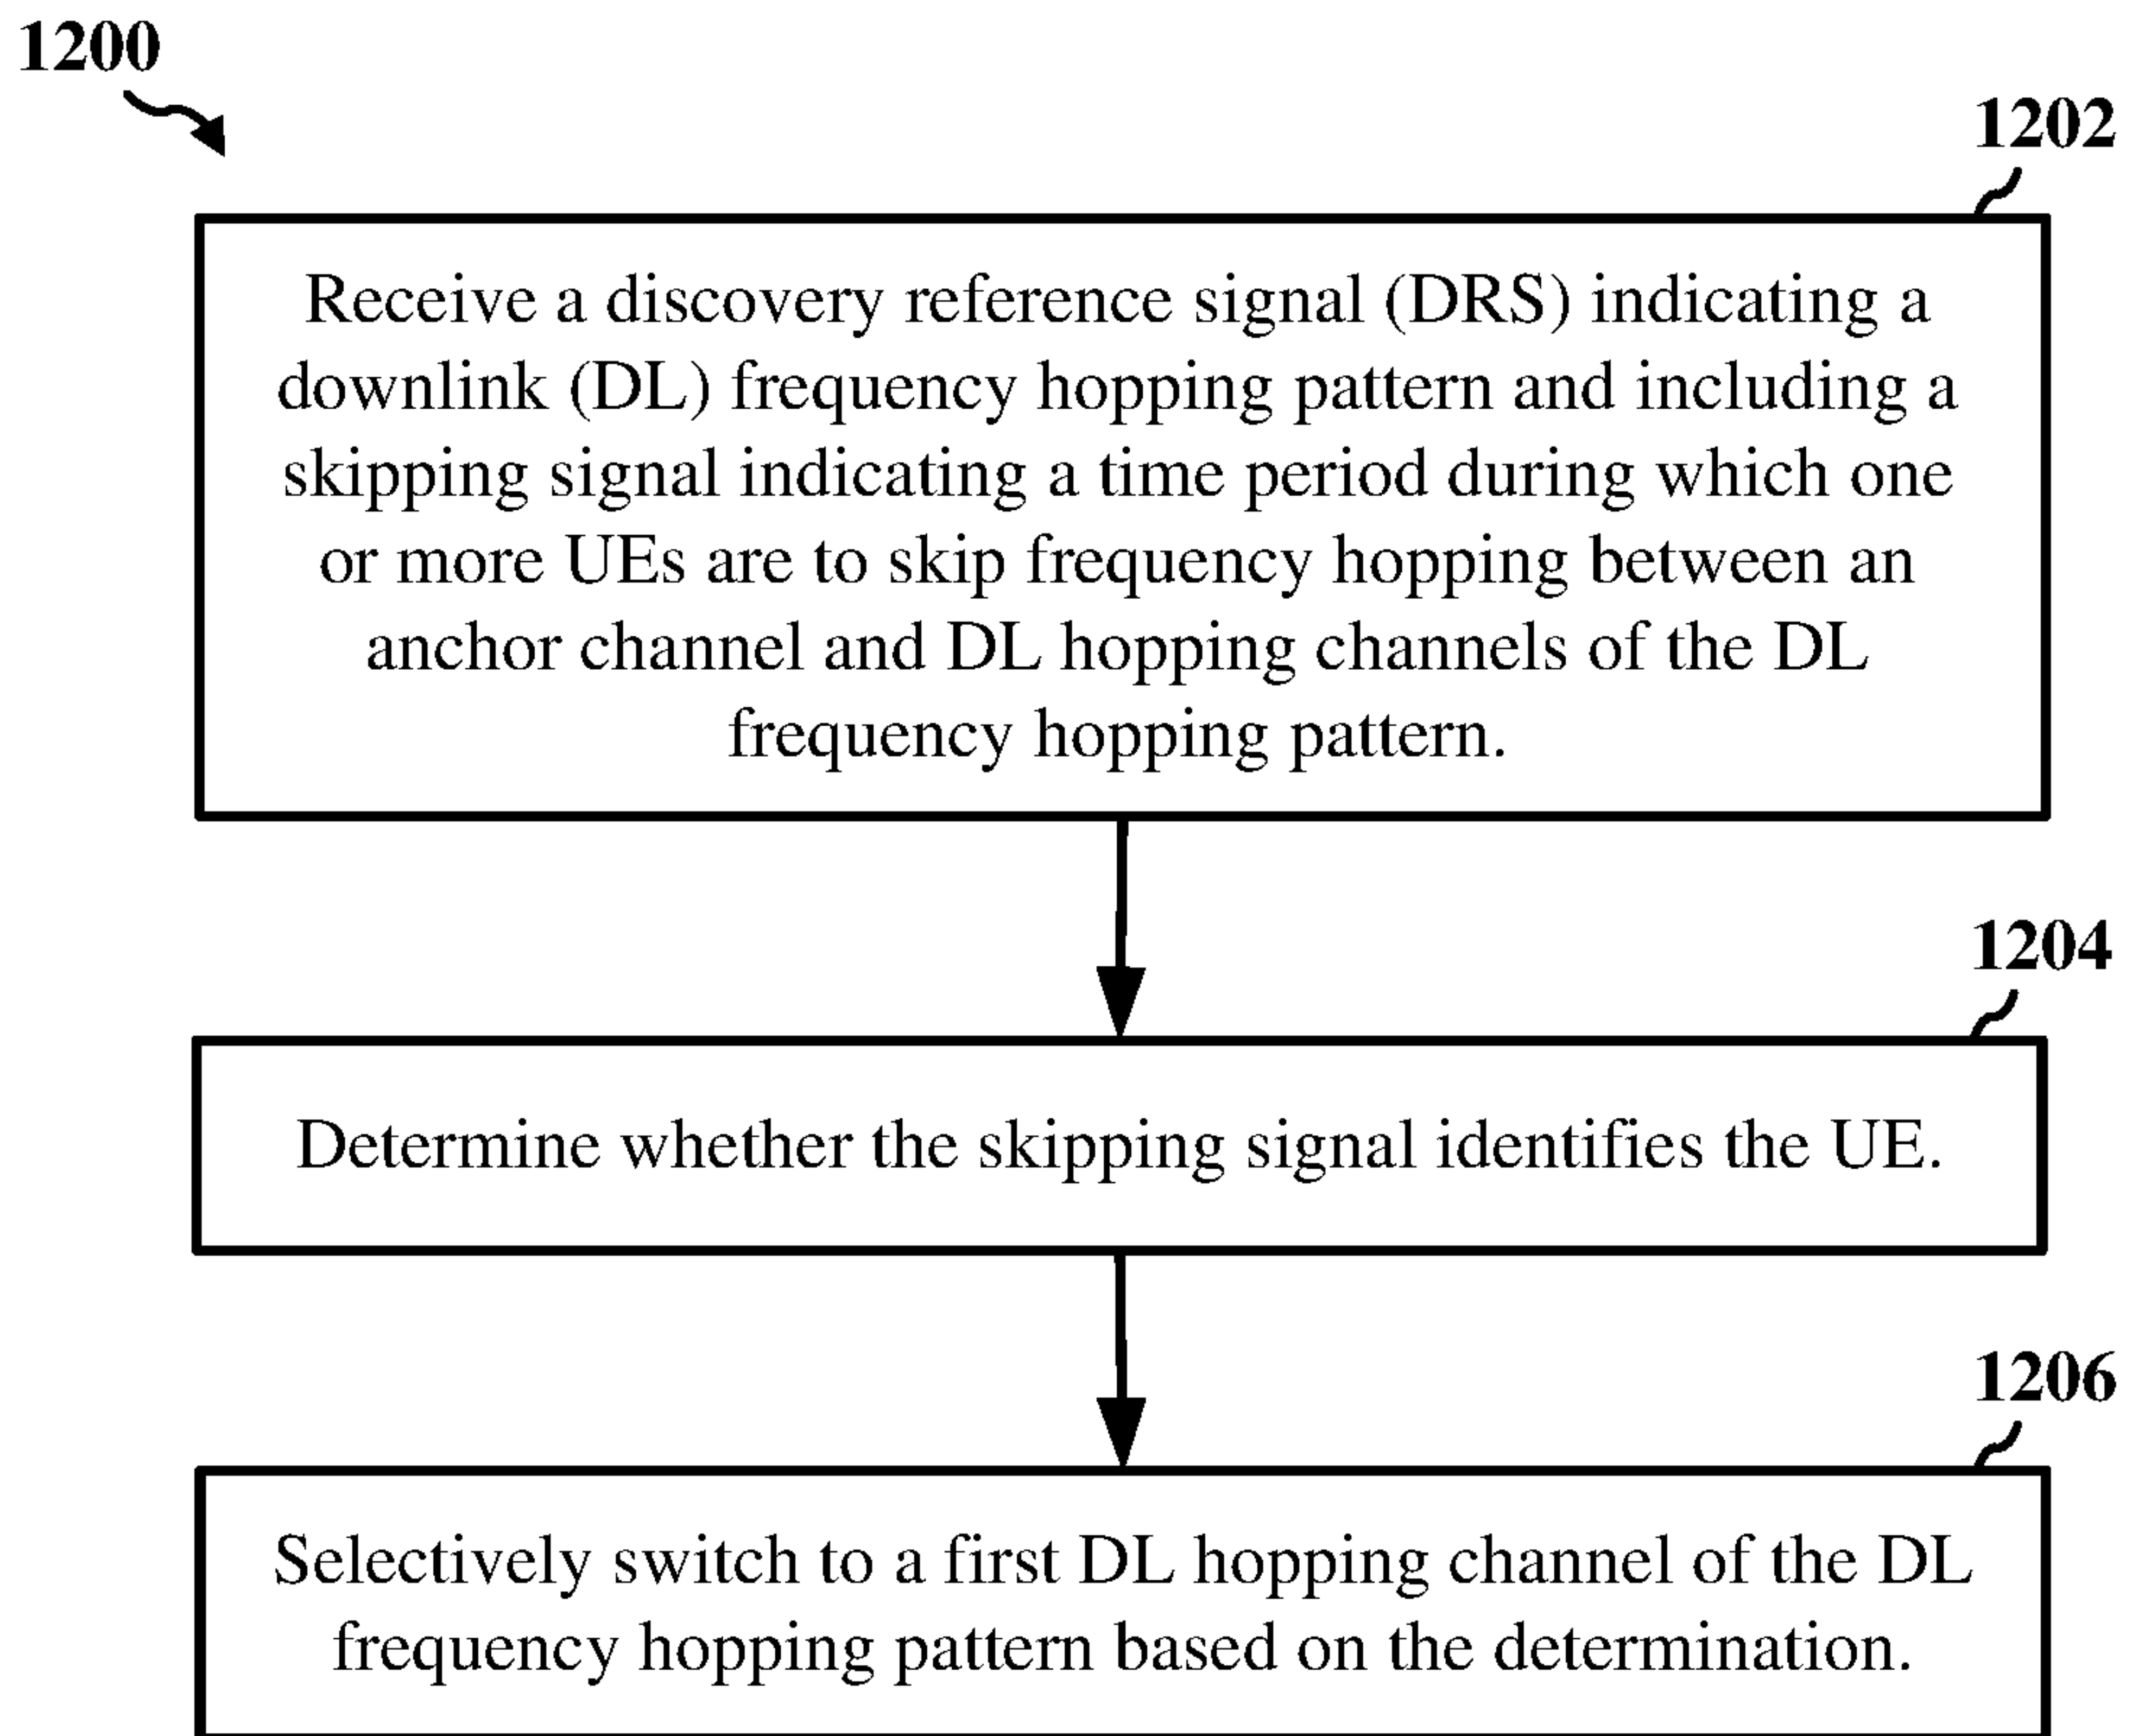 1200
1202
Receive a discovery reference signal (DRS) indicating a
downlink (DL) frequency hopping pattern and including a
skipping signal indicating a time period during which one
or more UEs are to skip frequency hopping between an
anchor channel and DL hopping channels of the DL
frequency hopping pattern.
1204
Determine whether the skipping signal identifies the UE.
1206
Selectively switch to a first DL hopping channel of the DL
frequency hopping pattern based on the determination.